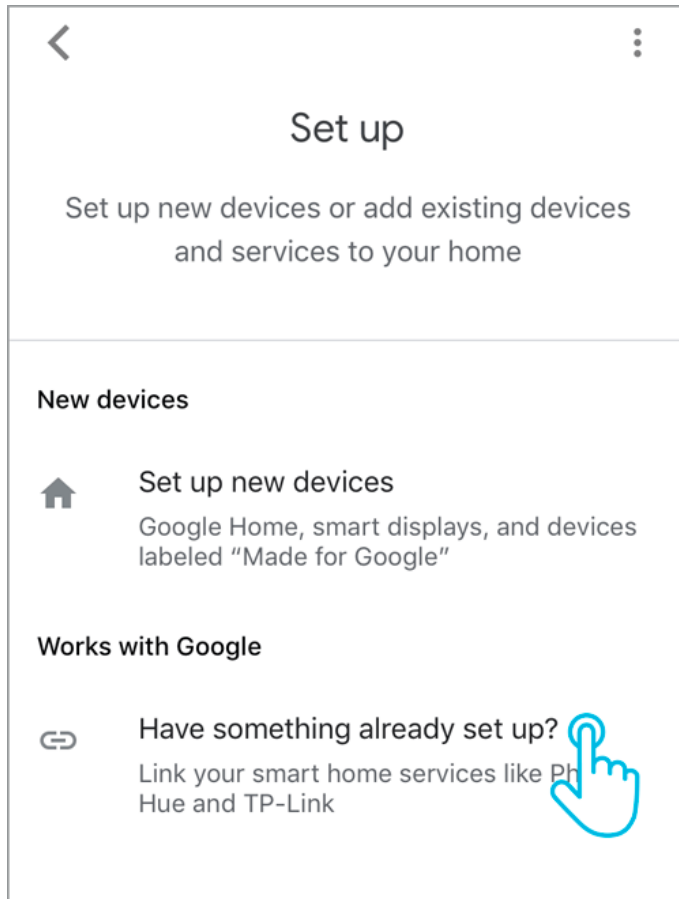 Set up
Set up new devices or add existing devices
and services to your home
New devices
Set up new devices
Google Home, smart displays, and devices
labeled “Made for Google”
Works with Google
Have something already set up?
Link your smart home services like
Hue and TP-Link